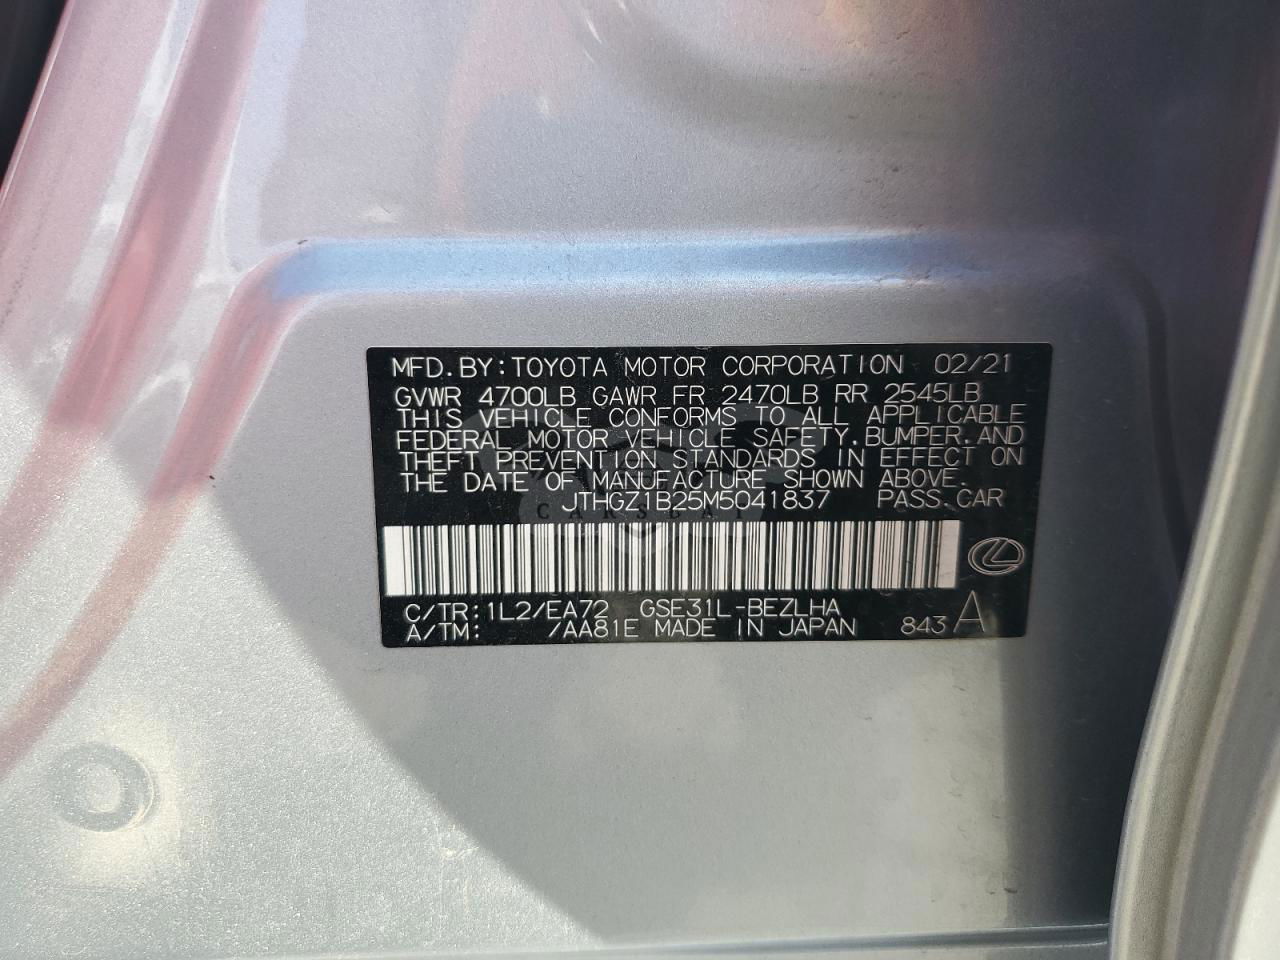 MFD. BY: TOYOTA MOTOR CORPORATION 02/21
GVWR 4700LB GAWR FR 2470LB RR 2545LB
THIS VEHICLE CONFORMS TO ALL APPLICABLE
FEDERAL MOTOR VEHICLE SAFETY, BUMPER, AND
THEFT PREVENTION STANDARDS IN EFFECT ON
THE DATE OF MANUFACTURE SHOWN ABOVE.
JTHGZ1B25M5041837 PASS. CAR
C/TR: 1L2/EA72 GSE31L-BEZLHA
A/TM: /AA81E MADE IN JAPAN 843 A